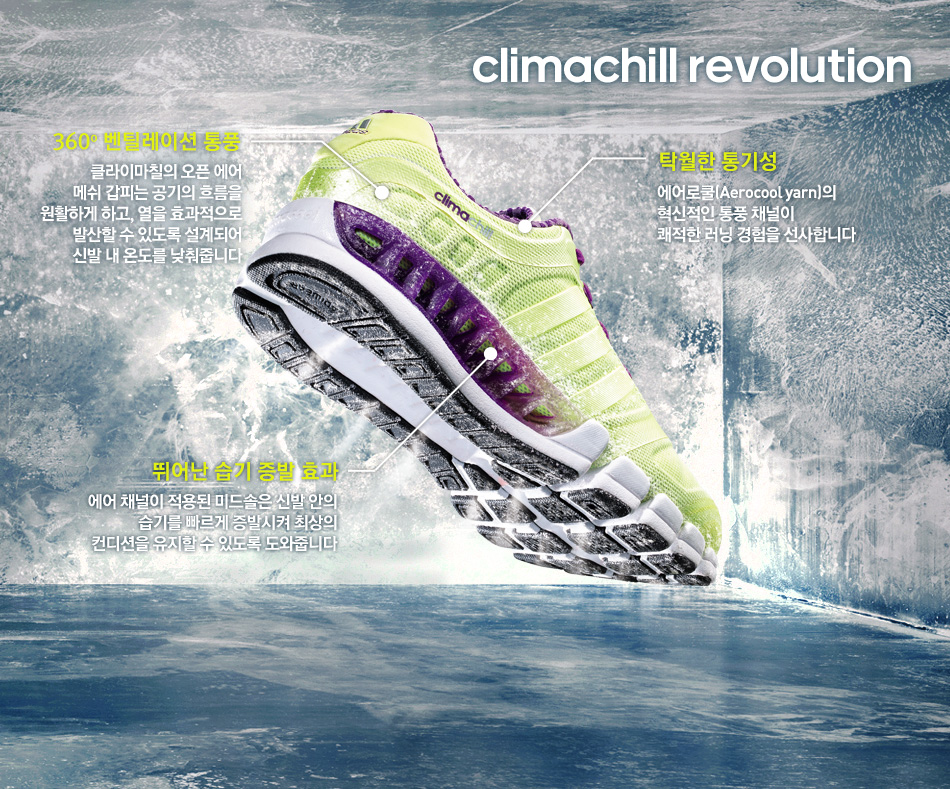 climachill revolution
360º 벤틸레이션 통풍
클라이마칠의 오픈 에어
메쉬 갑피는 공기의 흐름을
원활하게 하고, 열을 효과적으로
발산할 수 있도록 설계되어
신발 내 온도를 낮춰줍니다
탁월한 통기성
에어로쿨(Aerocool yarn)의
혁신적인 통풍 채널이
쾌적한 러닝 경험을 선사합니다
clima
뛰어난 습기 증발 효과
에어 채널이 적용된 미드솔은 신발 안의
습기를 빠르게 증발시켜 최상의
컨디션을 유지할 수 있도록 도와줍니다